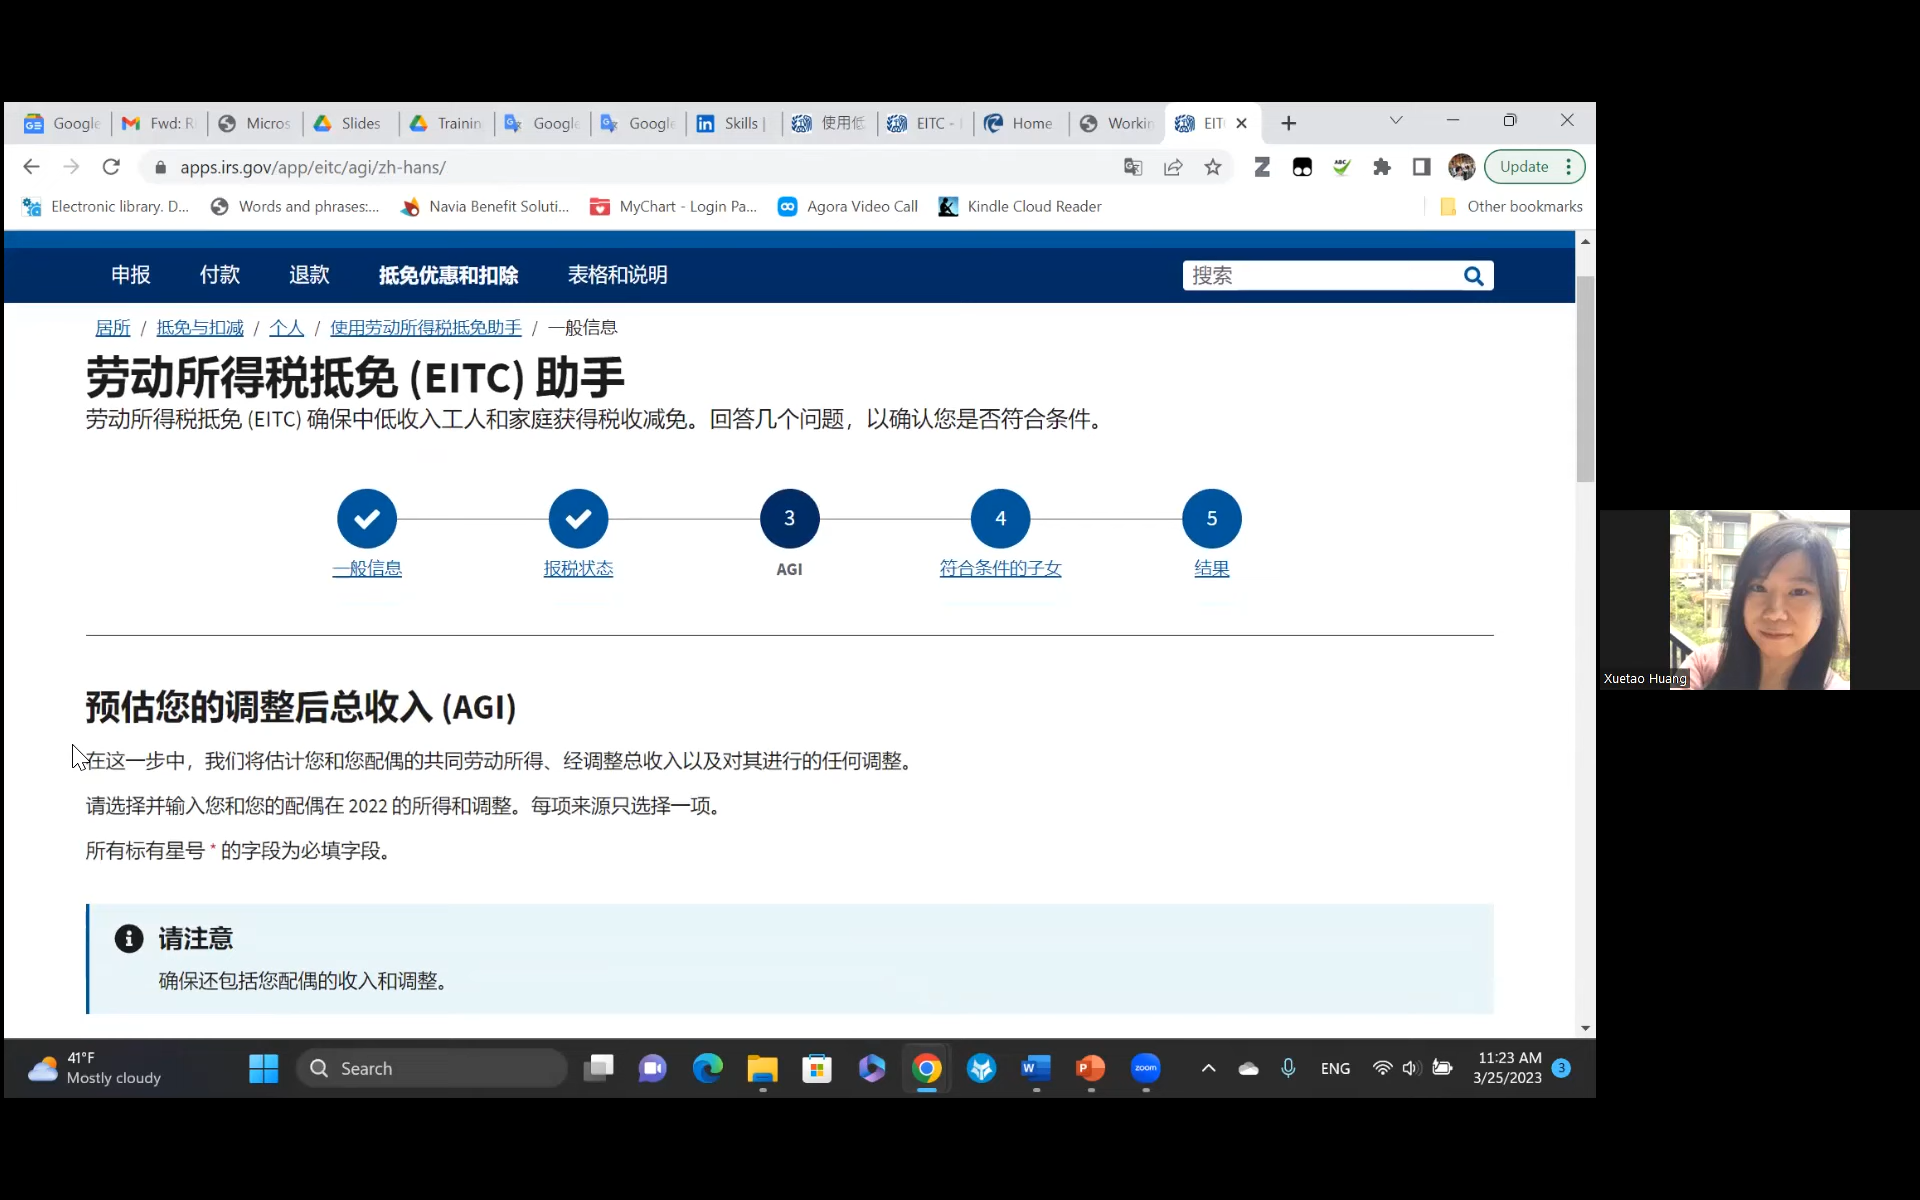 Google
Fwd: R
Micros
Slides
Trainin
Google
Google
Skills |
使用低
EITC -
Home
Workin
EIT
apps.irs.gov/app/eitc/agi/zh-hans/
Update
Electronic library. D...
Words and phrases:...
Navia Benefit Soluti...
MyChart - Login Pa...
Agora Video Call
Kindle Cloud Reader
Other bookmarks
申报
付款
退款
抵免优惠和扣除
表格和说明
搜索
居所 / 抵免与扣减 / 个人 / 使用劳动所得税抵免助手 / 一般信息
劳动所得税抵免 (EITC) 助手
劳动所得税抵免 (EITC) 确保中低收入工人和家庭获得税收减免。回答几个问题，以确认您是否符合条件。
3
4
5
一般信息
报税状态
AGI
符合条件的子女
结果
预估您的调整后总收入 (AGI)
在这一步中，我们将估计您和您配偶的共同劳动所得、经调整总收入以及对其进行的任何调整。
请选择并输入您和您的配偶在 2022 的所得和调整。每项来源只选择一项。
所有标有星号 * 的字段为必填字段。
请注意
确保还包括您配偶的收入和调整。
Xuetao Huang
41°F
Mostly cloudy
Search
zoom
ENG
11:23 AM
3/25/2023
3